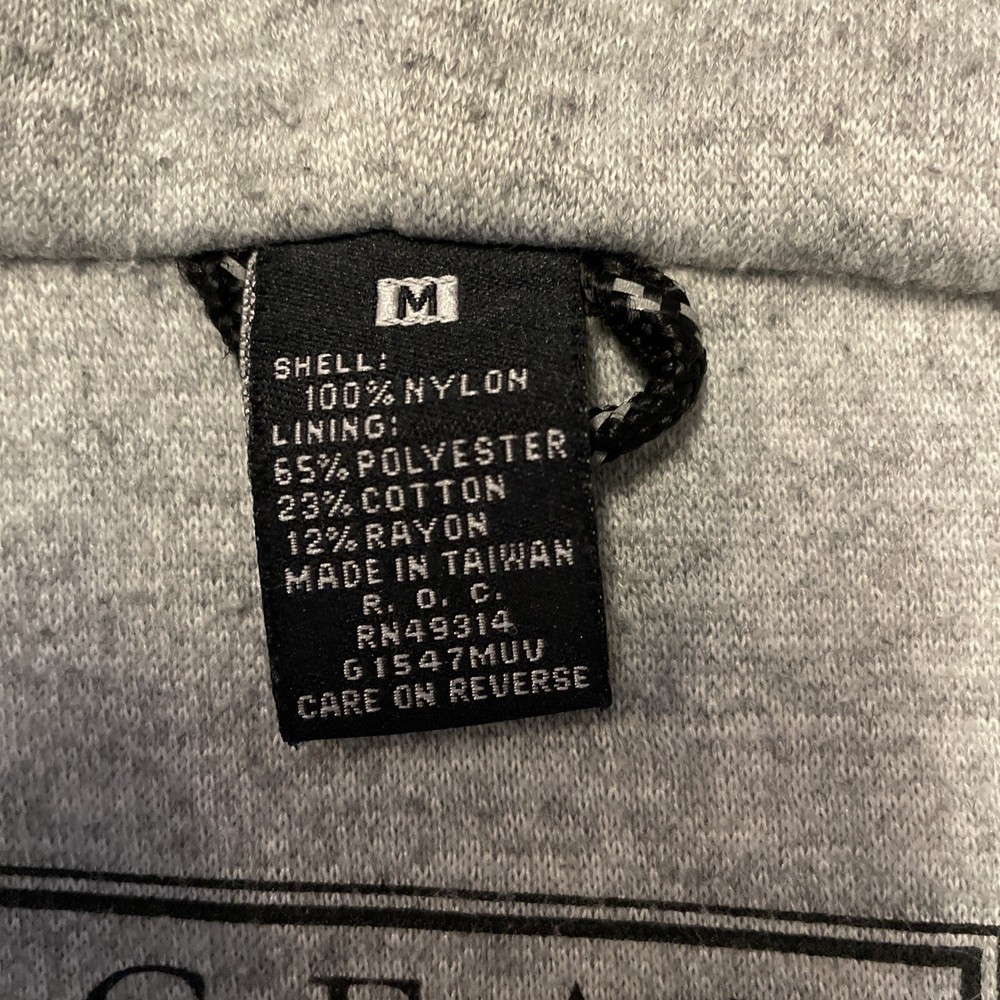 M
SHELL:
100% NYLON
LINING:
65% POLYESTER
23% COTTON
12% RAYON
MADE IN TAIWAN
R. O. C.
RN49314
G1547MUV
CARE ON REVERSE